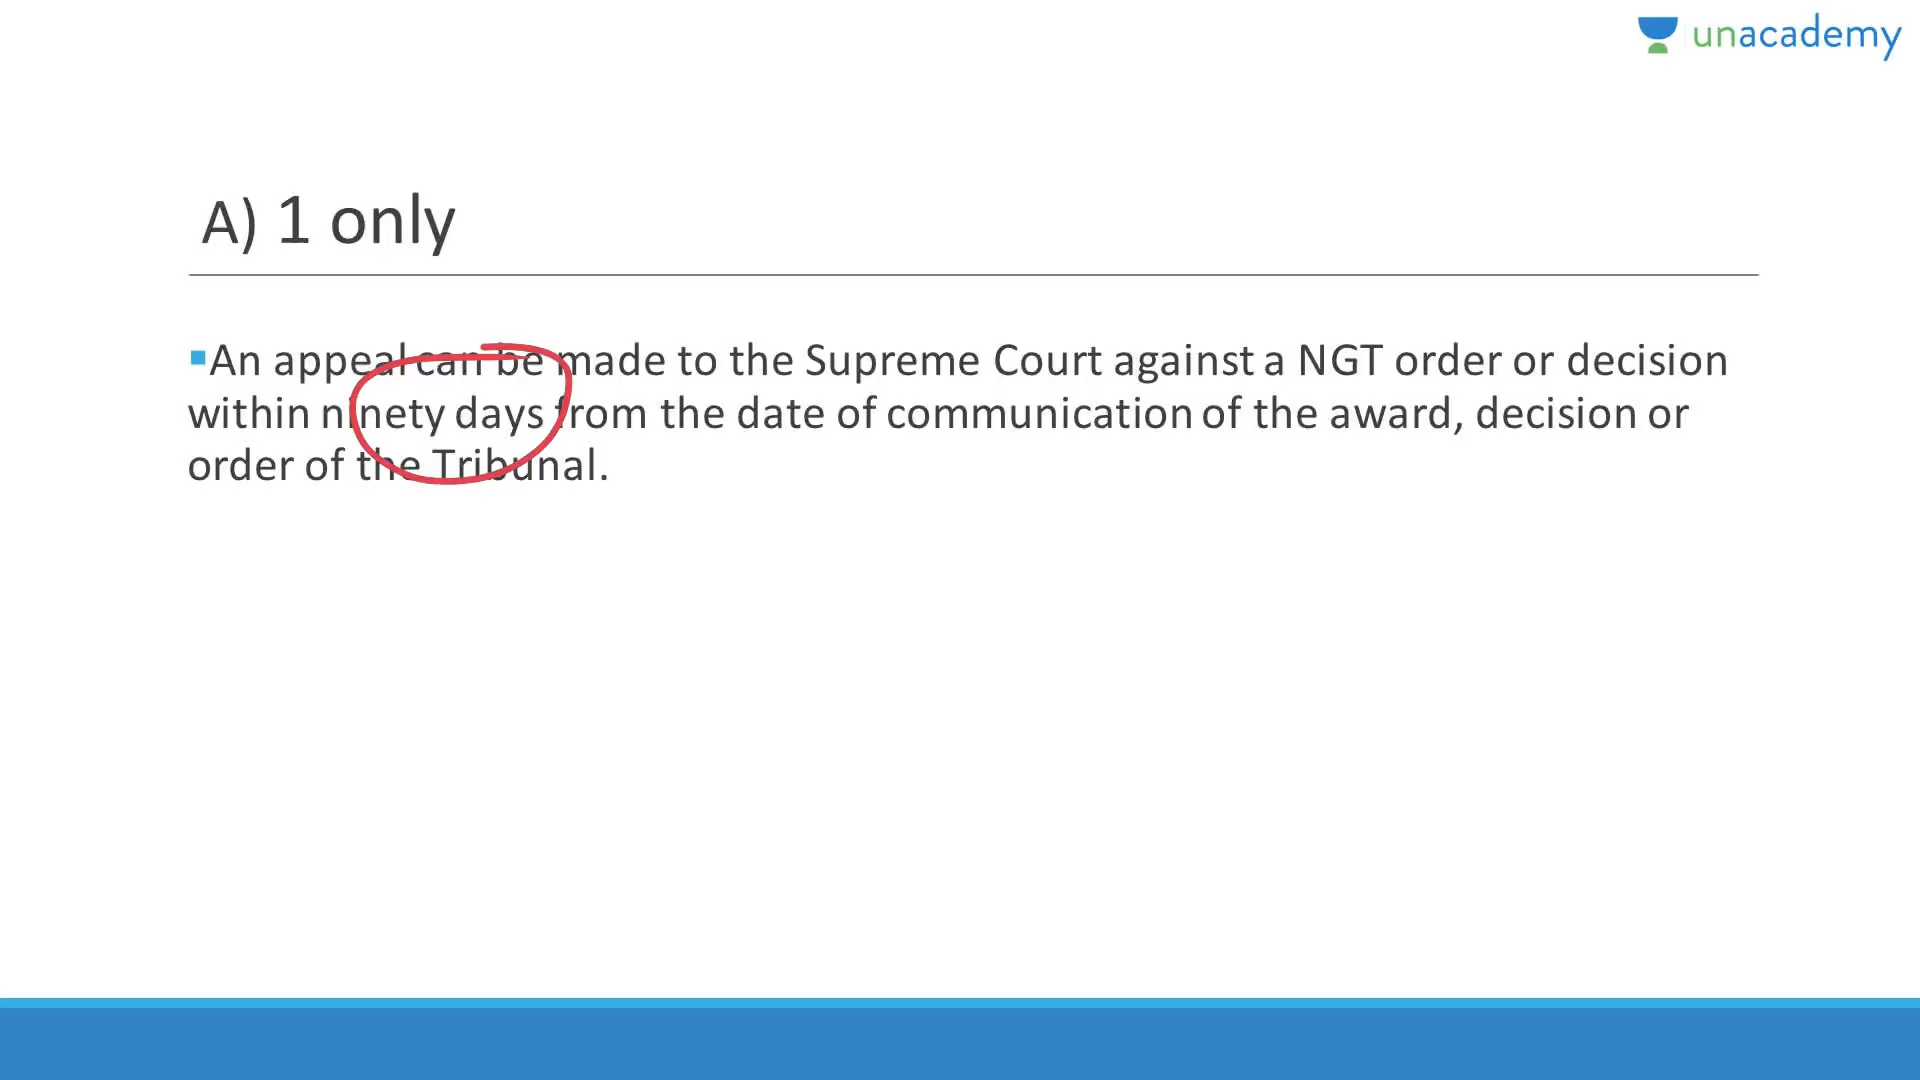 unacademy
A) 1 only
An appeal can be made to the Supreme Court against a NGT order or decision
within ninety days from the date of communication of the award, decision or
order of the Tribunal.